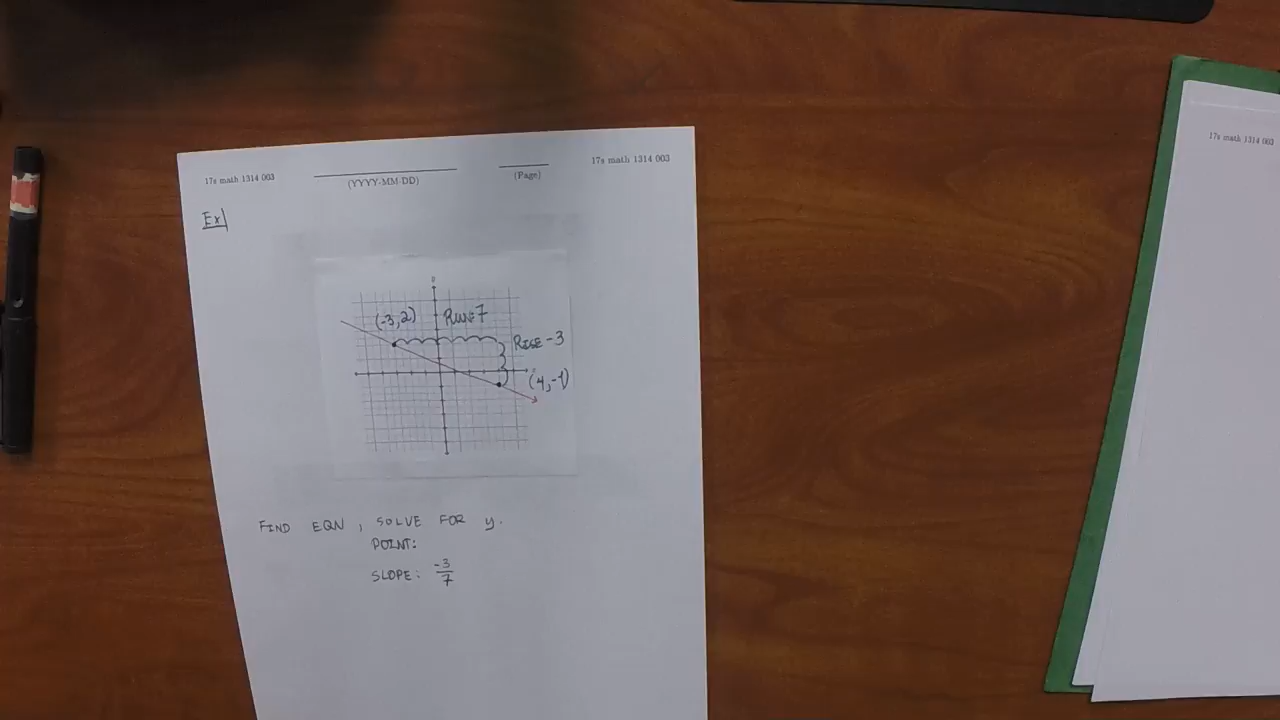 17s math 1314 003
(YYYY-MM-DD)
(Page)
17s math 1314 003
Ex
(-3,2)
RUN=7
RISE -3
(4,-1)
FIND EQN, SOLVE FOR y.
POINT:
SLOPE: -3/7
17s math 1314 003